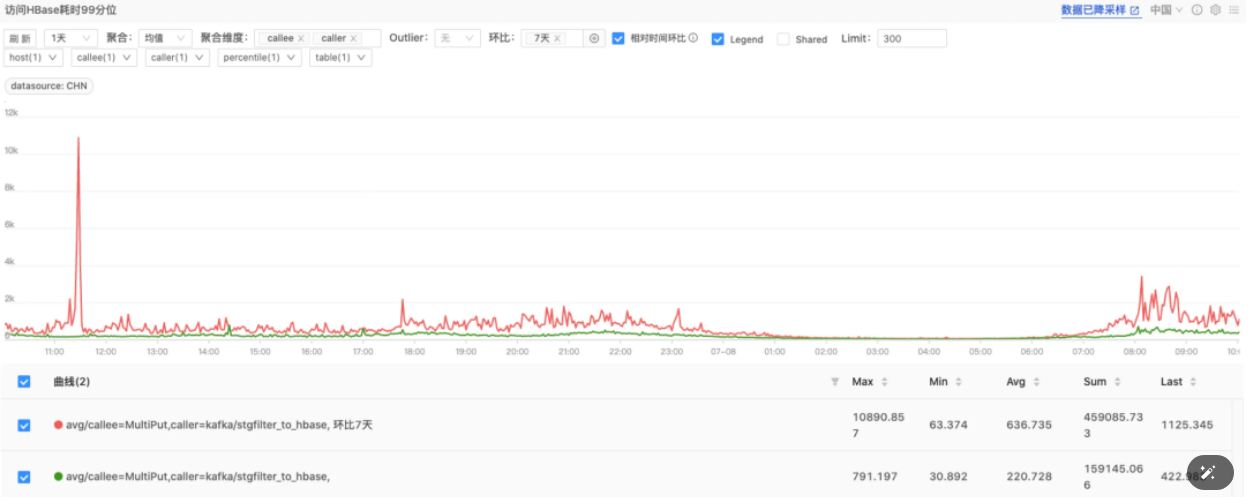 访问HBase耗时99分位 数据已降采样 中国
刷新 1天 聚合: 均值 聚合维度: callee × caller × Outlier: 无 环比: 7天 × 相对时间环比 Legend Shared Limit: 300
host(1) callee(1) caller(1) percentile(1) table(1)
datasource: CHN
12k
10k
8k
6k
4k
2k
0
11:00 12:00 13:00 14:00 15:00 16:00 17:00 18:00 19:00 20:00 21:00 22:00 23:00 07-08 01:00 02:00 03:00 04:00 05:00 06:00 07:00 08:00 09:00 10:0
曲线(2) Max Min Avg Sum Last
avg/callee=MultiPut,caller=kafka/stgfilter_to_hbase, 环比7天 10890.857 63.374 636.735 459085.733 1125.345
avg/callee=MultiPut,caller=kafka/stgfilter_to_hbase, 791.197 30.892 220.728 159145.066